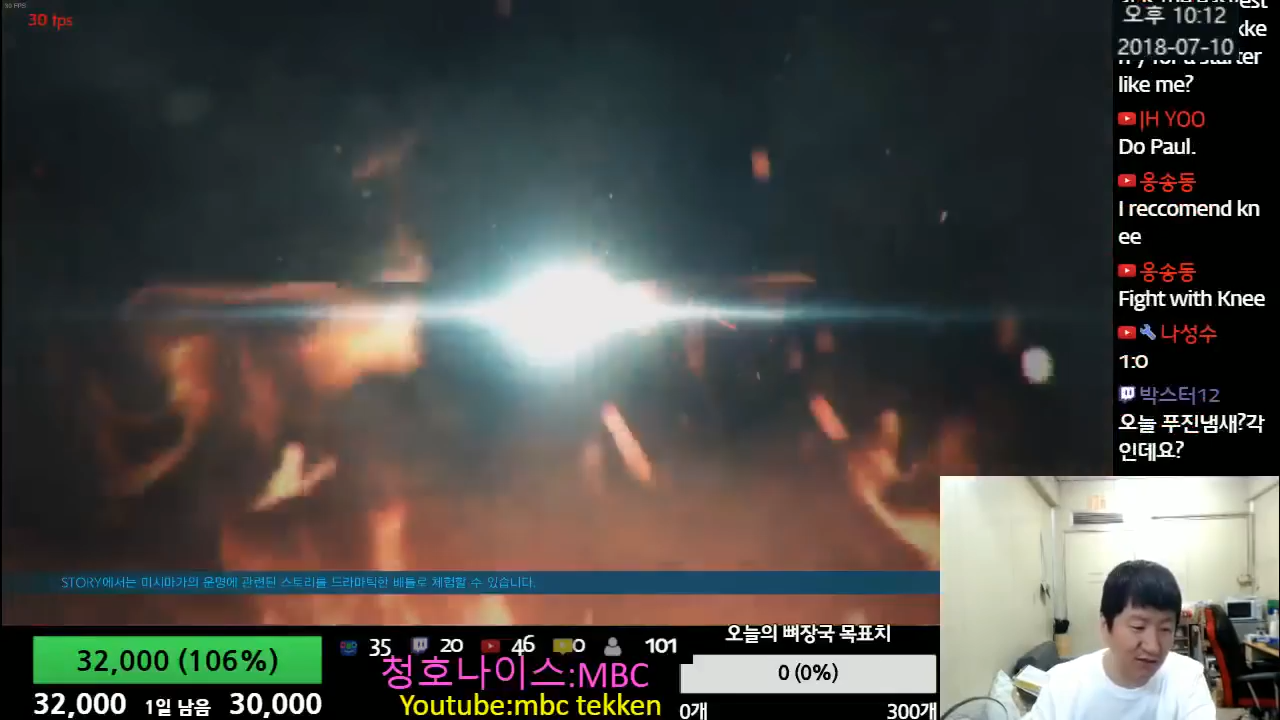 30 fps
오후 10:12
2018-07-10
like me?
JH YOO
Do Paul.
옹송동
I reccomend kn
ee
옹송동
Fight with Knee
나성수
1:0
박스터12
오늘 푸진냄새?각
인데요?
STORY에서는 미시마가의 운명에 관련된 스토리를 드라마틱한 배틀로 체험할 수 있습니다.
32,000 (106%)
32,000 1일 남음 30,000
35 20 46 0 101
청호나이스:MBC
Youtube:mbc tekken
오늘의 뼈장국 목표치
0 (0%)
0개 300개